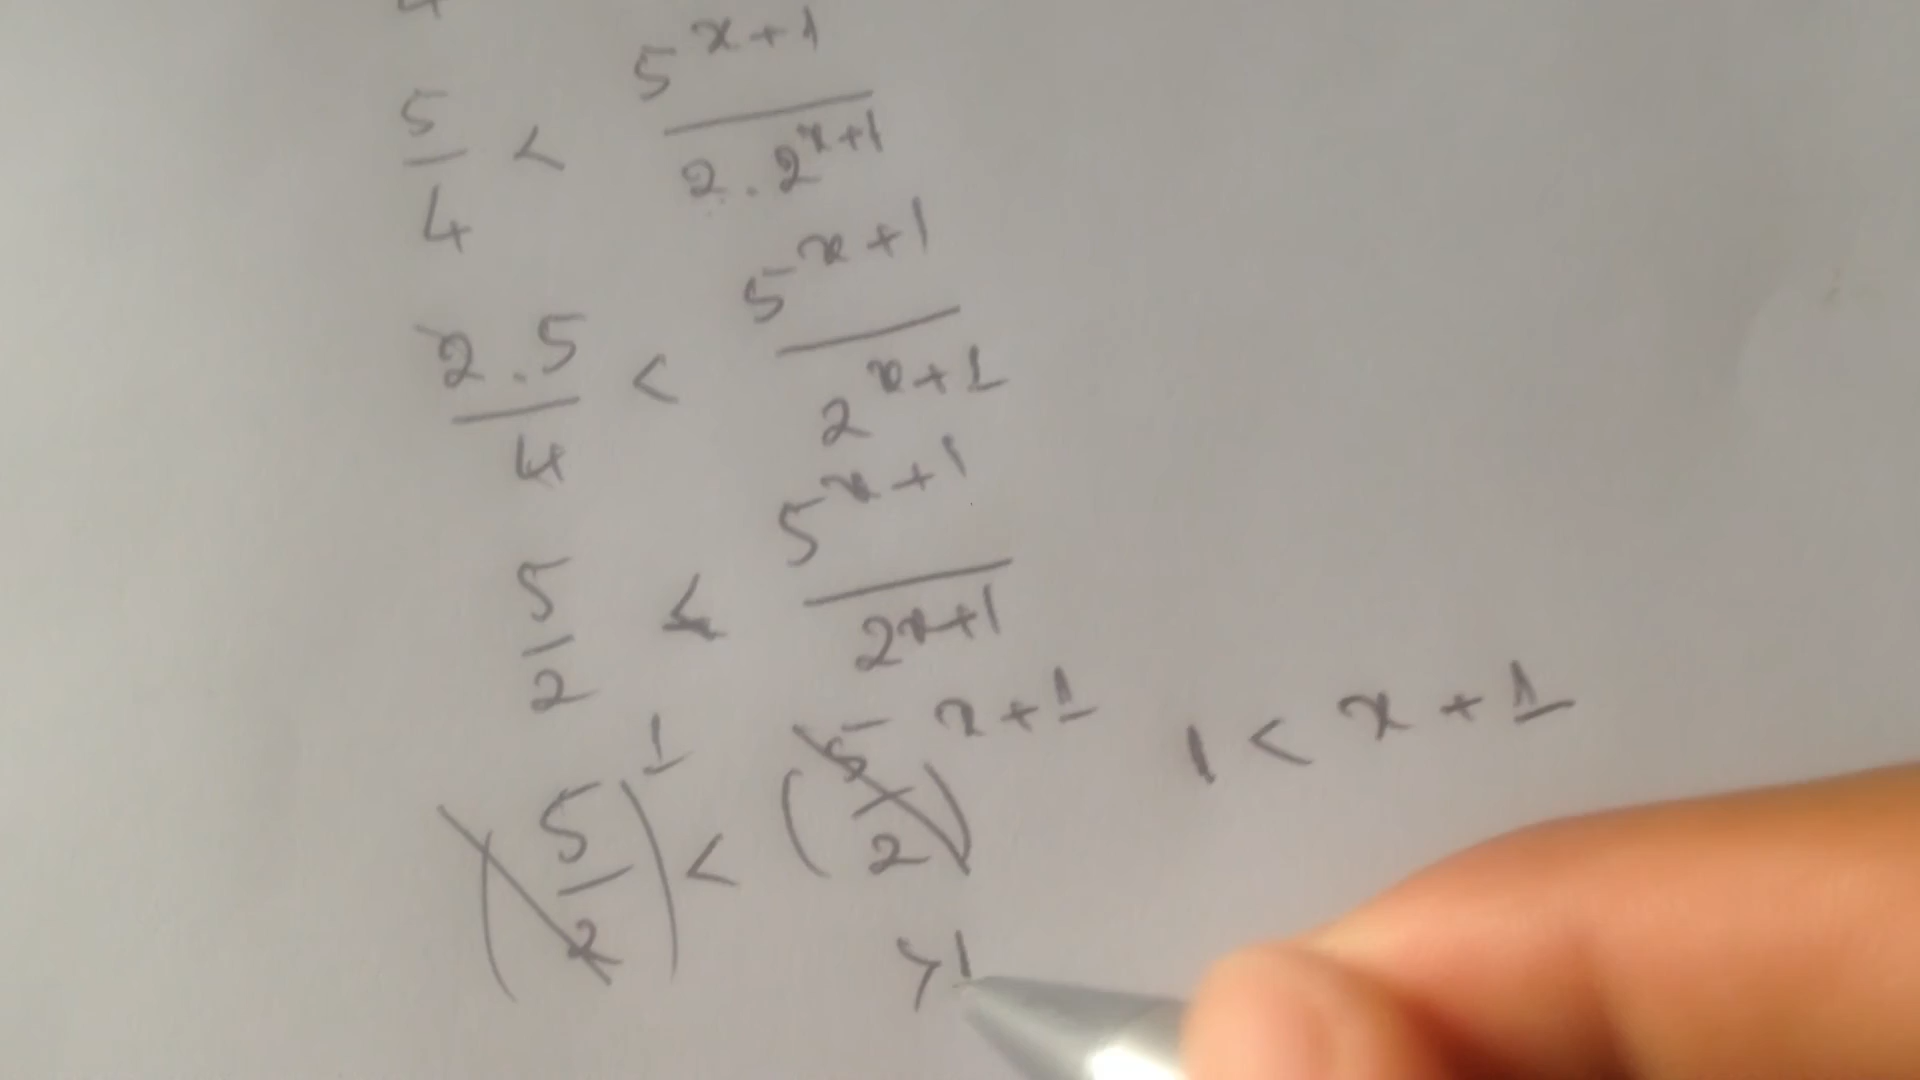 5/4 < 5^(x+1) / 2.2^(x+1)
2.5/4 < 5^(x+1) / 2^(x+1)
5/2 < 5^(x+1) / 2^(x+1)
(5/2)^1 < (5/2)^(x+1) 1 < x+1
>1